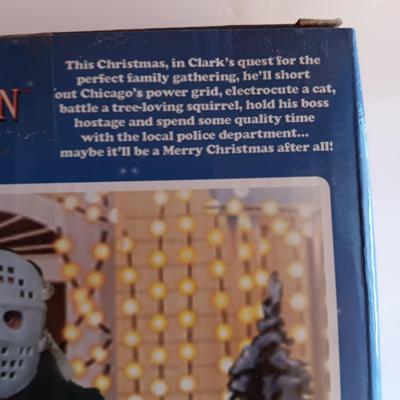 This Christmas, in Clark's quest for the
perfect family gathering, he'll short
out Chicago's power grid, electrocute a cat,
battle a tree-loving squirrel, hold his boss
hostage and spend some quality time
with the local police department...
maybe it'll be a Merry Christmas after all!
N